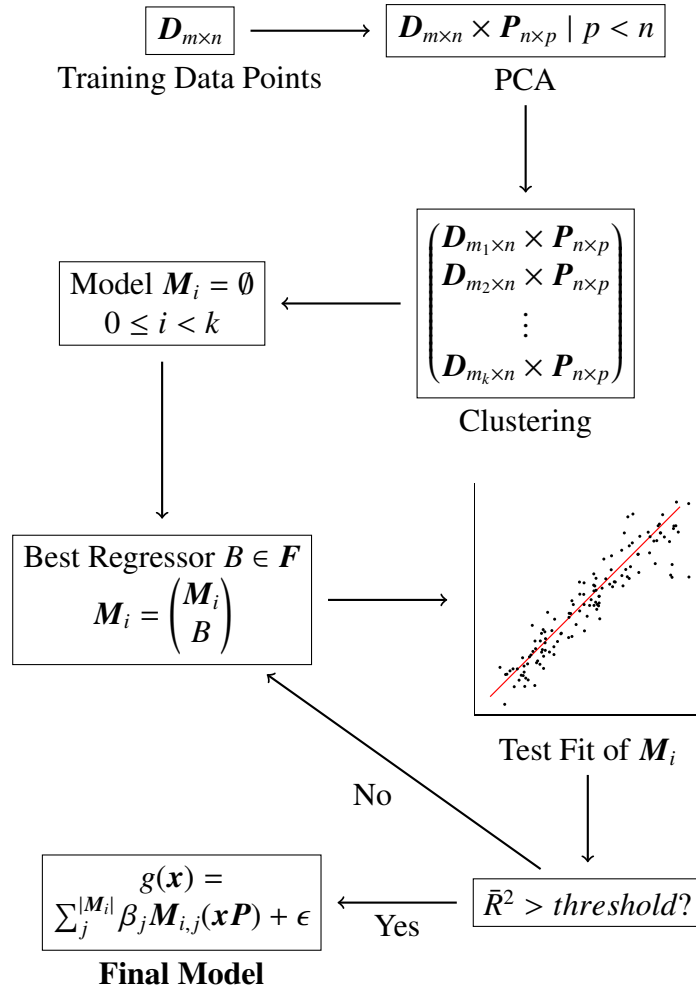 𝑫_{m×n}
Training Data Points
𝑫_{m×n} × 𝑷_{n×p} | p < n
PCA
𝑫_{m_1×n} × 𝑷_{n×p}
𝑫_{m_2×n} × 𝑷_{n×p}
⋮
𝑫_{m_k×n} × 𝑷_{n×p}
Clustering
Model 𝑴_i = ∅
0 ≤ i < k
Best Regressor B ∈ 𝑭
𝑴_i = (𝑴_i
B)
Test Fit of 𝑴_i
No
R̄² > threshold?
Yes
g(𝒙) =
∑_j^{|𝑴_i|} β_j 𝑴_{i,j}(𝒙𝑷) + ϵ
Final Model